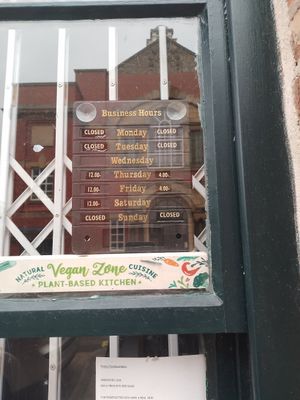 Business Hours
CLOSED Monday CLOSED
CLOSED Tuesday CLOSED
Wednesday
12.00 Thursday 4.00
12.00 Friday 4.00
12.00 Saturday
CLOSED Sunday CLOSED
NATURAL Vegan Zone CUISINE
PLANT-BASED KITCHEN